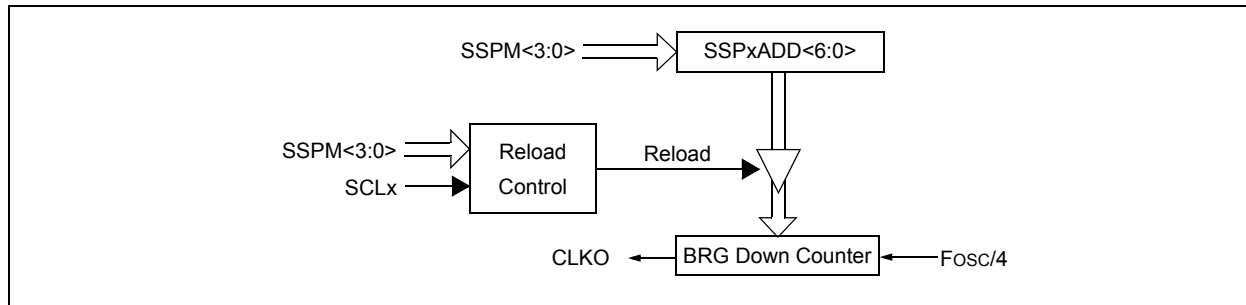 SSPM<3:0> SSPxADD<6:0>
SSPM<3:0> Reload Reload
SCLx Control
CLKO BRG Down Counter FOSC/4